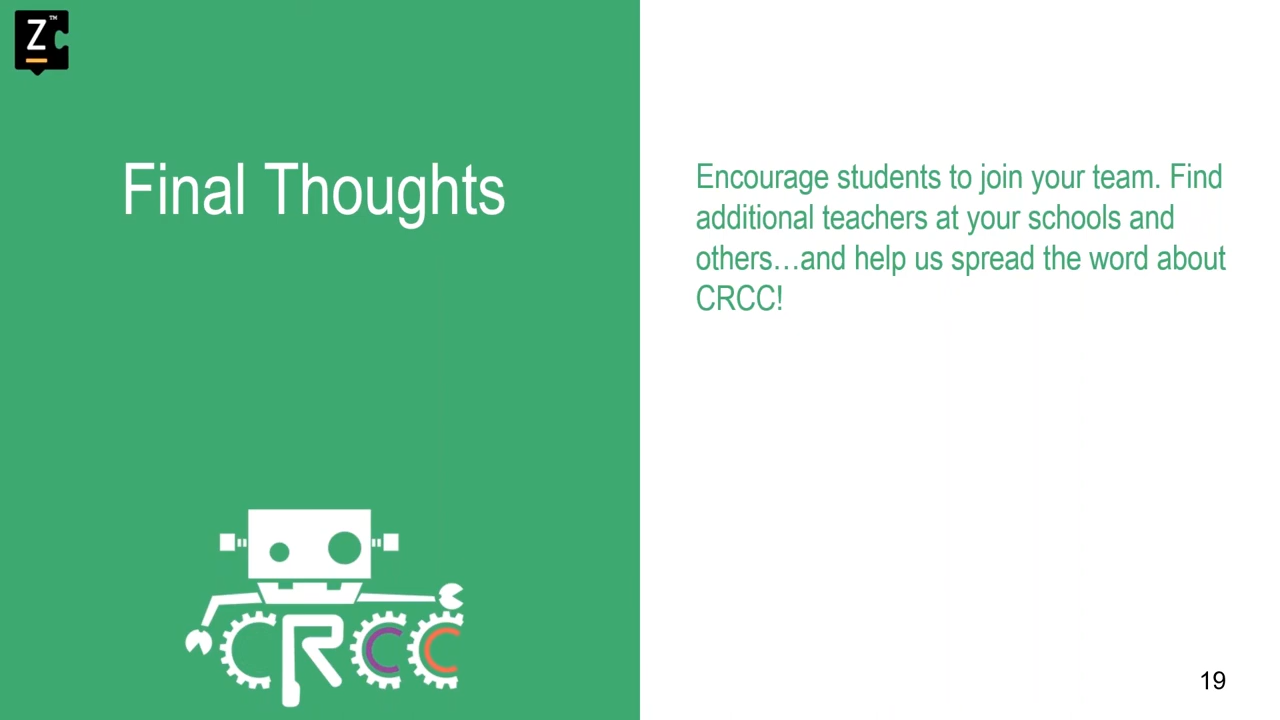 Z™
Final Thoughts
Encourage students to join your team. Find
additional teachers at your schools and
others…and help us spread the word about
CRCC!
CRCC
19